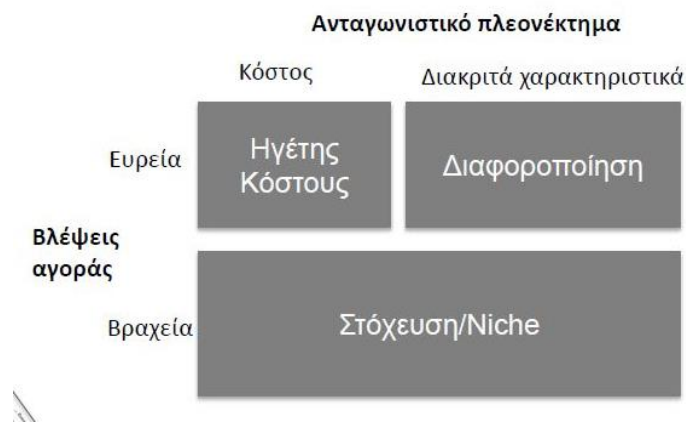 Ανταγωνιστικό πλεονέκτημα
Κόστος
Διακριτά χαρακτηριστικά
Ευρεία
Ηγέτης
Κόστους
Διαφοροποίηση
Βλέψεις
αγοράς
Βραχεία
Στόχευση/Niche